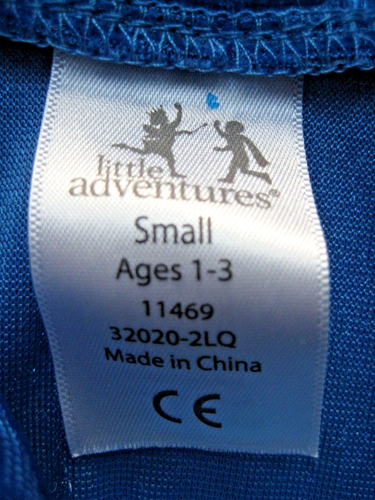 little
adventures®
Small
Ages 1-3
11469
32020-2LQ
Made in China
CE